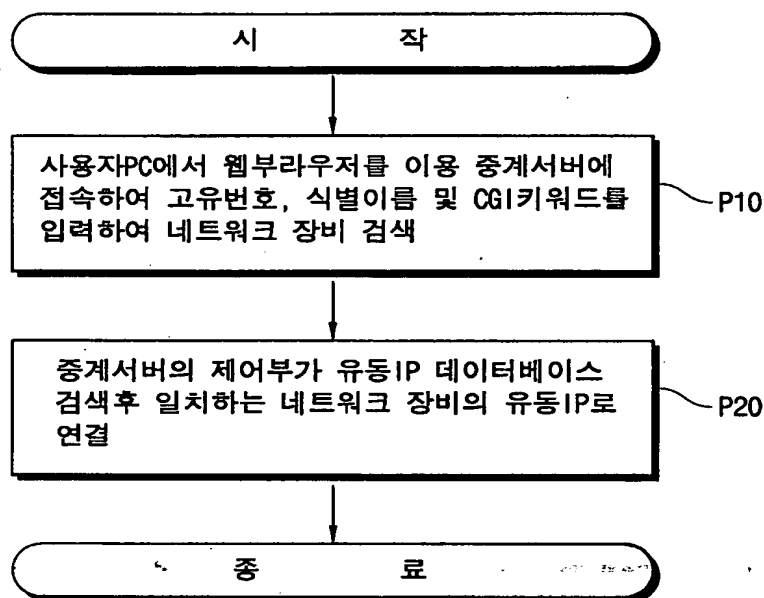 시 작
사용자PC에서 웹부라우저를 이용 중계서버에
접속하여 고유번호, 식별이름 및 CGI키워드를
입력하여 네트워크 장비 검색
P10
중계서버의 제어부가 유동IP 데이터베이스
검색후 일치하는 네트워크 장비의 유동IP로
연결
P20
종 료